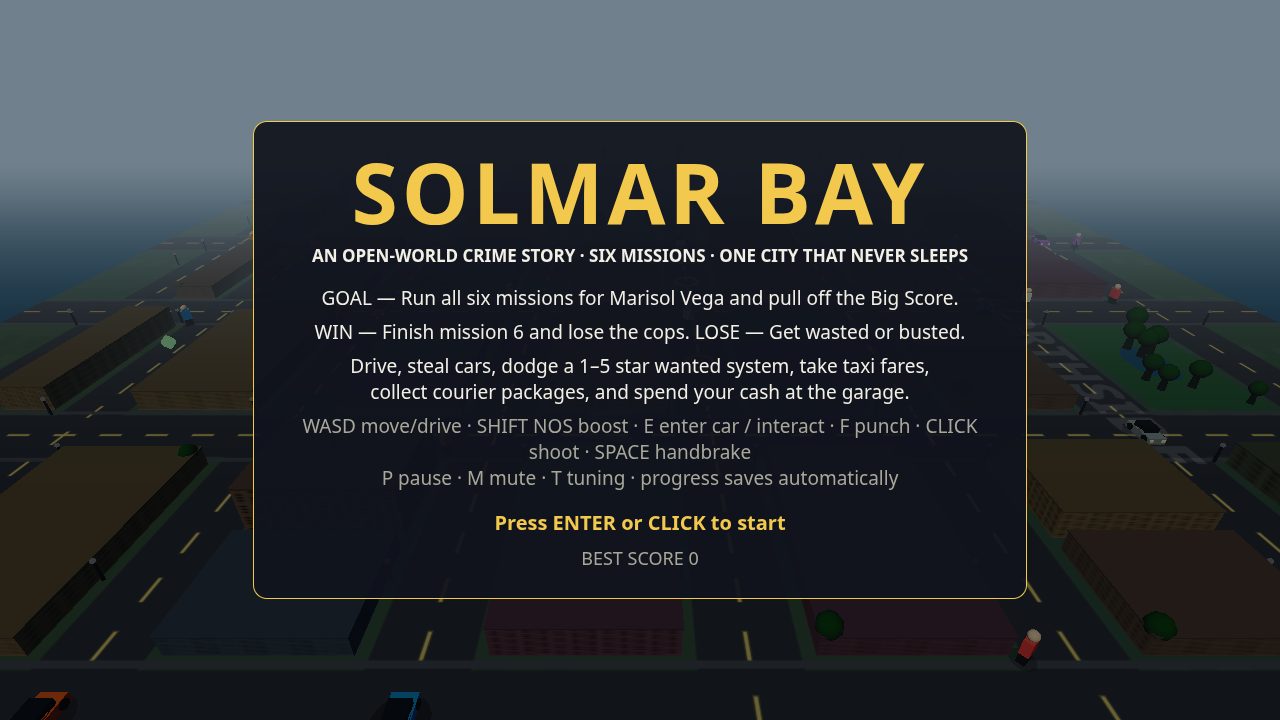 SOLMAR BAY
AN OPEN-WORLD CRIME STORY · SIX MISSIONS · ONE CITY THAT NEVER SLEEPS
GOAL — Run all six missions for Marisol Vega and pull off the Big Score.
WIN — Finish mission 6 and lose the cops. LOSE — Get wasted or busted.
Drive, steal cars, dodge a 1–5 star wanted system, take taxi fares,
collect courier packages, and spend your cash at the garage.
WASD move/drive · SHIFT NOS boost · E enter car / interact · F punch · CLICK
shoot · SPACE handbrake
P pause · M mute · T tuning · progress saves automatically
Press ENTER or CLICK to start
BEST SCORE 0